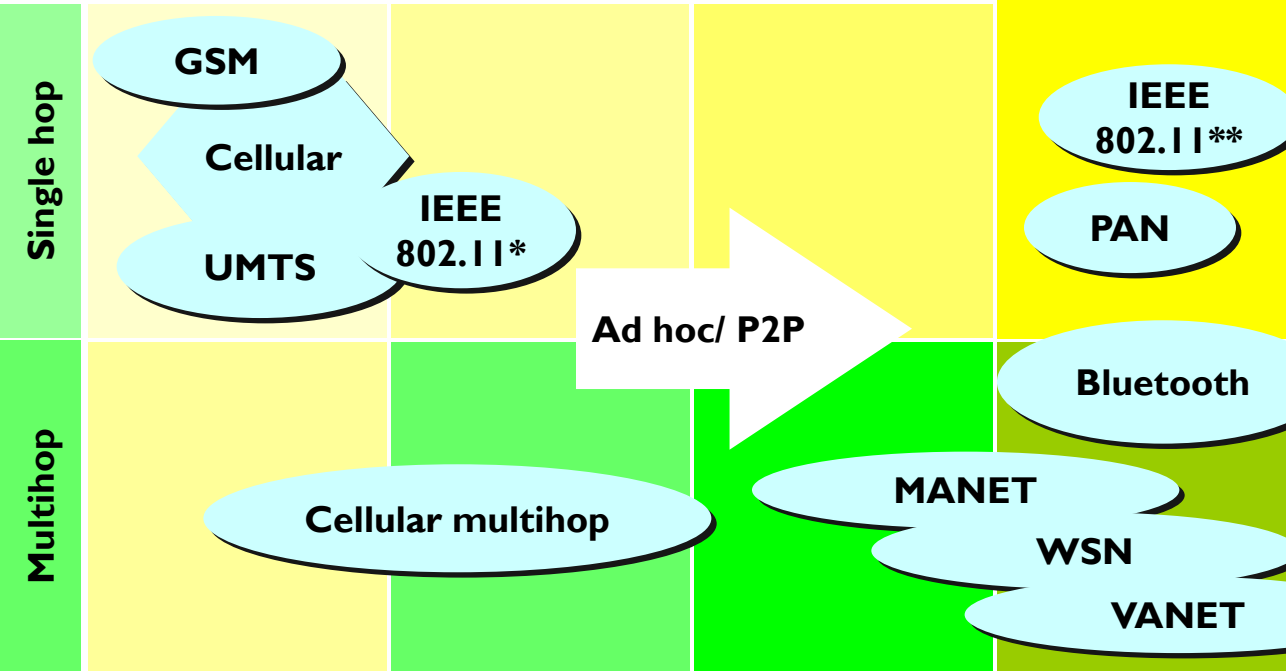 Single hop
GSM
Cellular
UMTS
IEEE
802.11*
IEEE
802.11**
PAN
Ad hoc/ P2P
Bluetooth
Multihop
Cellular multihop
MANET
WSN
VANET